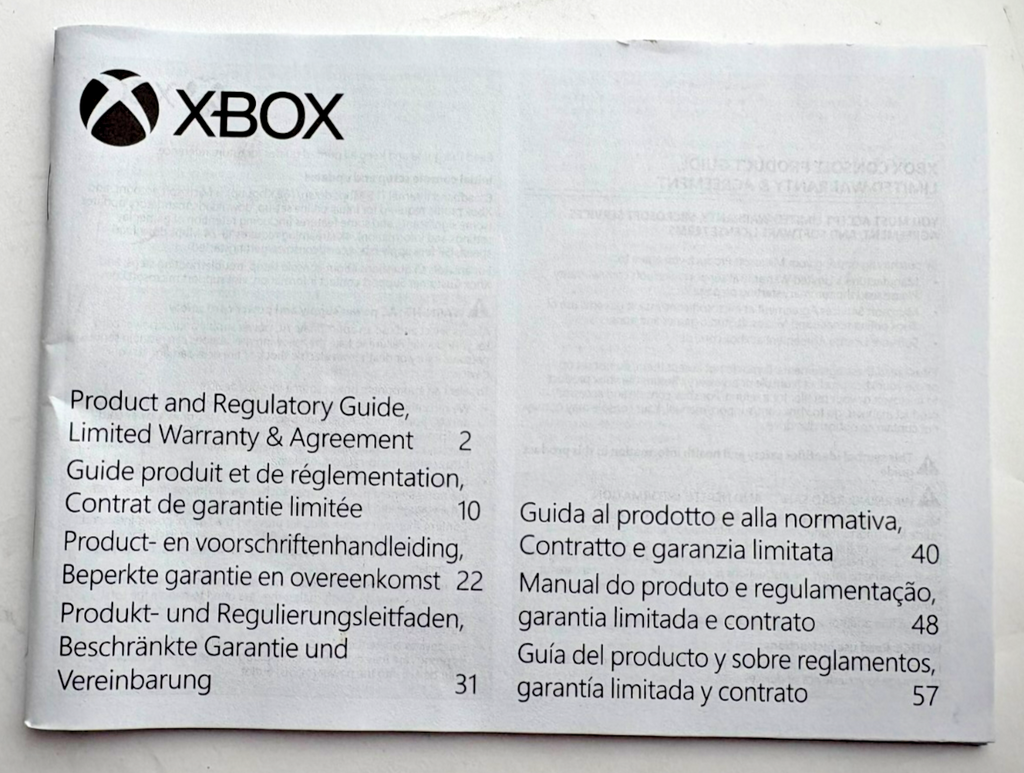 XBOX
Product and Regulatory Guide,
Limited Warranty & Agreement 2
Guide produit et de réglementation,
Contrat de garantie limitée 10
Product- en voorschriftenhandleiding,
Beperkte garantie en overeenkomst 22
Produkt- und Regulierungsleitfaden,
Beschränkte Garantie und
Vereinbarung 31
Guida al prodotto e alla normativa,
Contratto e garanzia limitata 40
Manual do produto e regulamentação,
garantia limitada e contrato 48
Guía del producto y sobre reglamentos,
garantía limitada y contrato 57